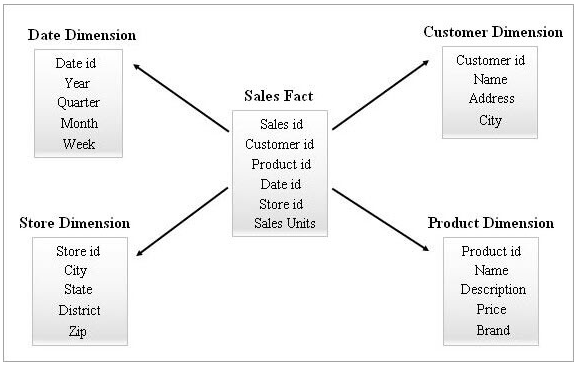 Date Dimension
Date id
Year
Quarter
Month
Week
Customer Dimension
Customer id
Name
Address
City
Sales Fact
Sales id
Customer id
Product id
Date id
Store id
Sales Units
Store Dimension
Store id
City
State
District
Zip
Product Dimension
Product id
Name
Description
Price
Brand